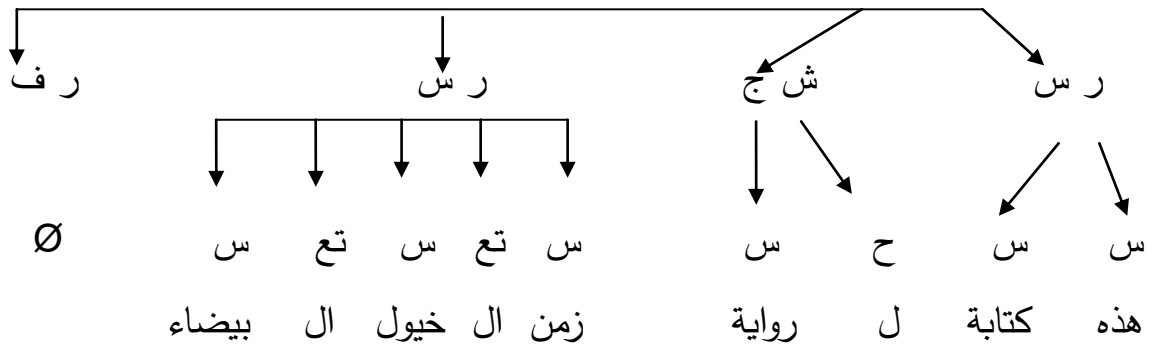 ر س ش ج ر س ر ف
س س ح س س تع س تع س Ø
هذه كتابة ل رواية زمن ال خيول ال بيضاء